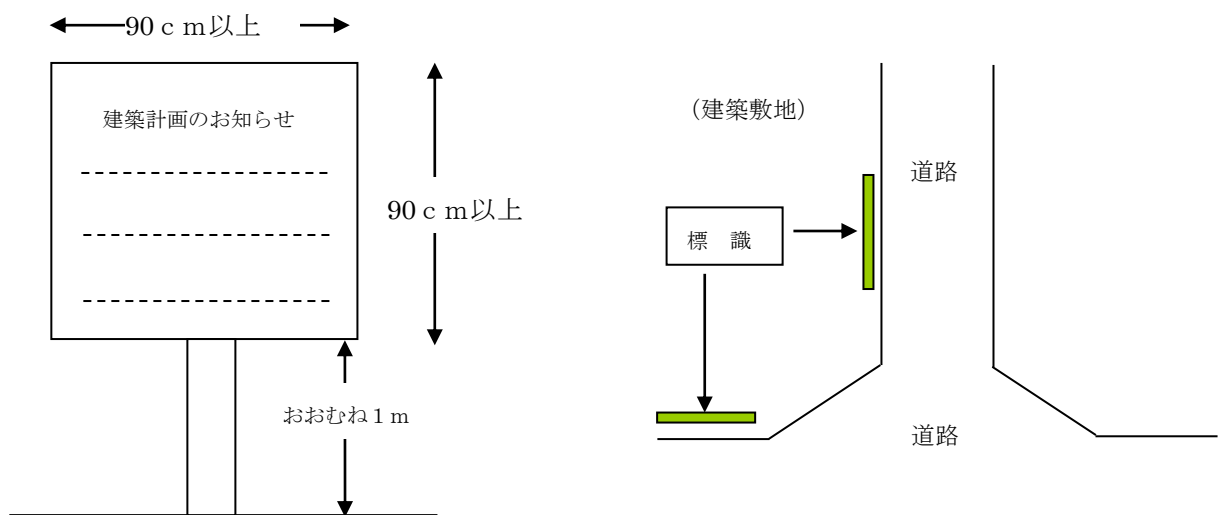 90ｃｍ以上
建築計画のお知らせ
90ｃｍ以上
おおむね１ｍ
（建築敷地）
道路
標　識
道路